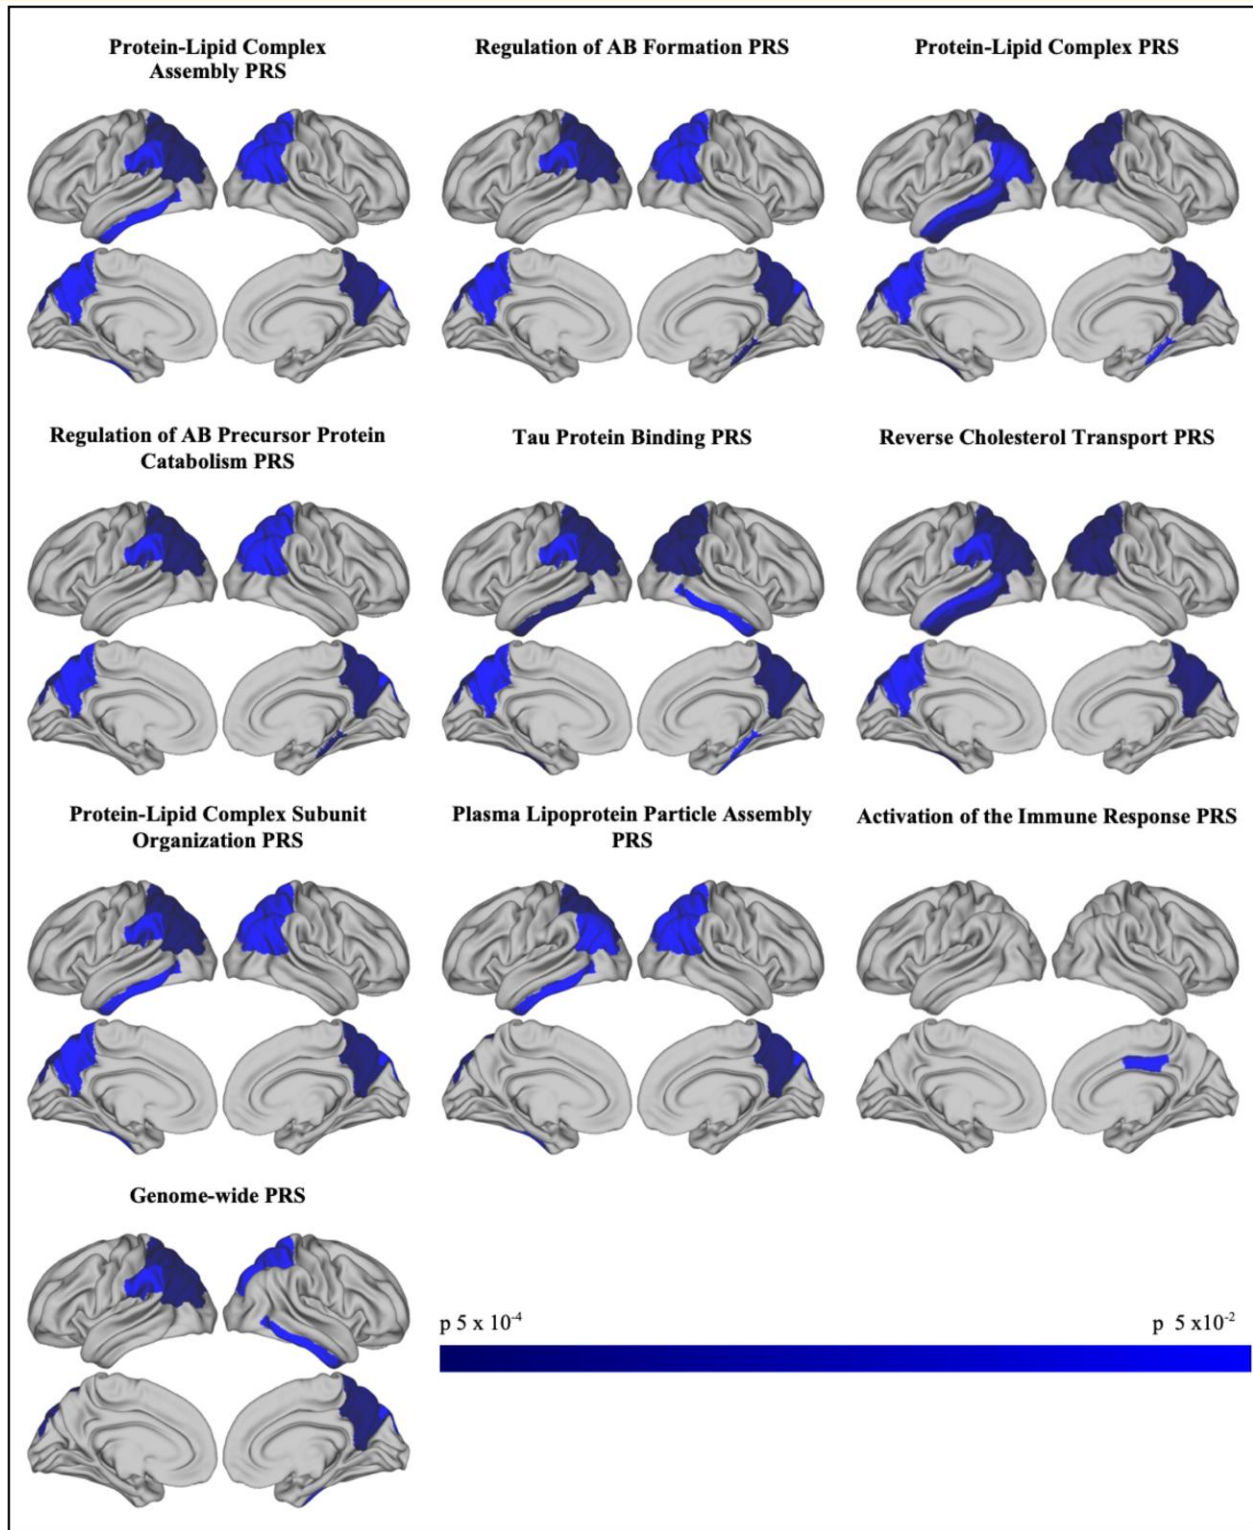 Protein-Lipid Complex
Assembly PRS
Regulation of AB Formation PRS
Protein-Lipid Complex PRS
Regulation of AB Precursor Protein
Catabolism PRS
Tau Protein Binding PRS
Reverse Cholesterol Transport PRS
Protein-Lipid Complex Subunit
Organization PRS
Plasma Lipoprotein Particle Assembly
PRS
Activation of the Immune Response PRS
Genome-wide PRS
p 5 x 10-4
p 5x10-2